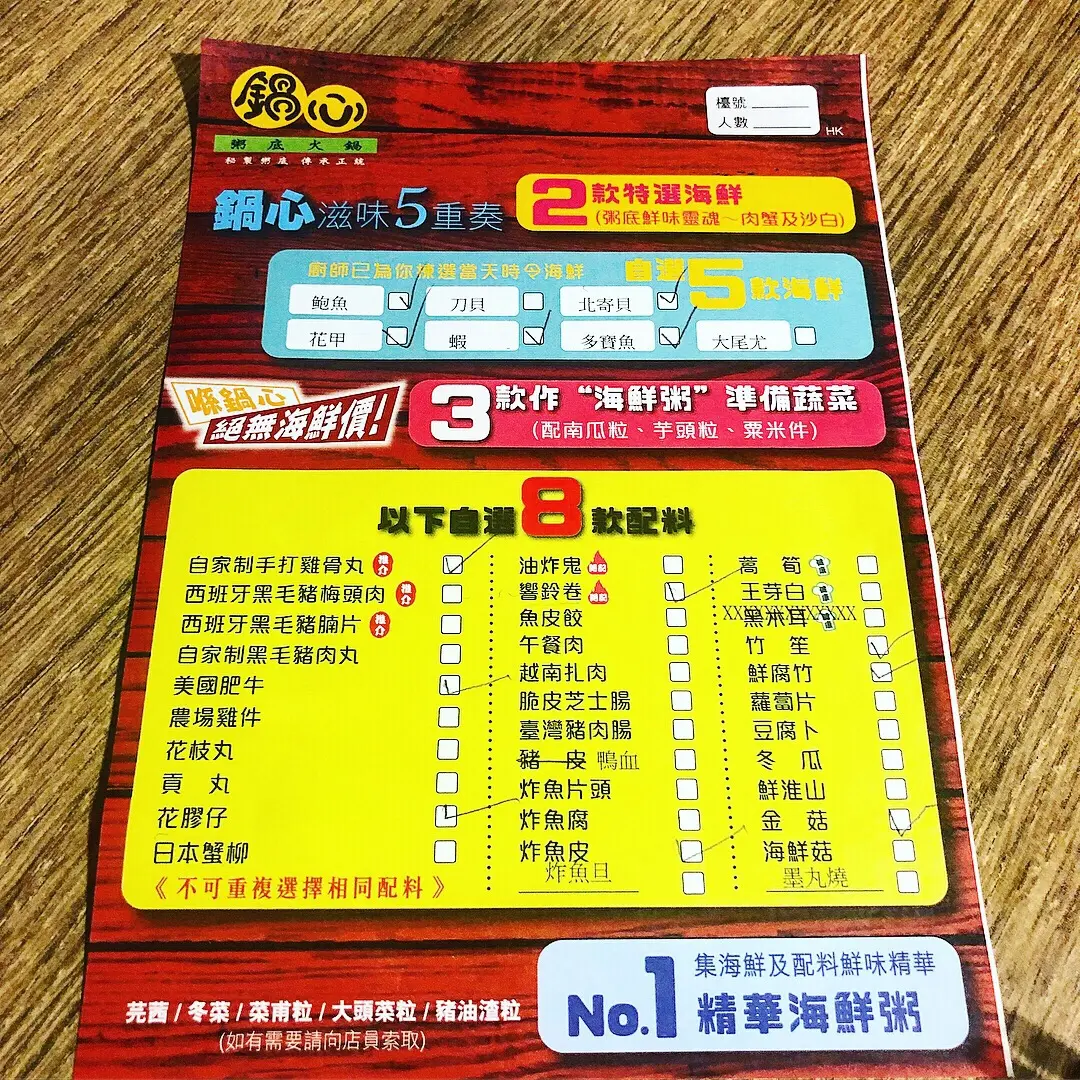 鍋心
粥底火鍋
秘製粥底 傳承正統
檯號
人數
HK
鍋心滋味5重奏
2款特選海鮮
(粥底鮮味靈魂～肉蟹及沙白)
廚師已為你揀選當天時令海鮮
自選5款海鮮
鮑魚 刀貝 北寄貝
花甲 蝦 多寶魚 大尾尤
喺鍋心
絕無海鮮價!
3款作“海鮮粥”準備蔬菜
(配南瓜粒、芋頭粒、粟米件)
以下自選8款配料
自家制手打雞骨丸 推介
西班牙黑毛豬梅頭肉 推介
西班牙黑毛豬腩片 推介
自家制黑毛豬肉丸
美國肥牛
農場雞件
花枝丸
貢丸
花膠仔
日本蟹柳
《不可重複選擇相同配料》
油炸鬼
響鈴卷
魚皮餃
午餐肉
越南扎肉
脆皮芝士腸
臺灣豬肉腸
豬皮 鴨血
炸魚片頭
炸魚腐
炸魚皮
炸魚旦
蒿筍
王芽白
黑木耳 XXXXXXXXXXXXX
竹笙
鮮腐竹
蘿蔔片
豆腐卜
冬瓜
鮮淮山
金菇
海鮮菇
墨丸燒
芫茜/冬菜/菜甫粒/大頭菜粒/豬油渣粒
(如有需要請向店員索取)
No.1
集海鮮及配料鮮味精華
精華海鮮粥